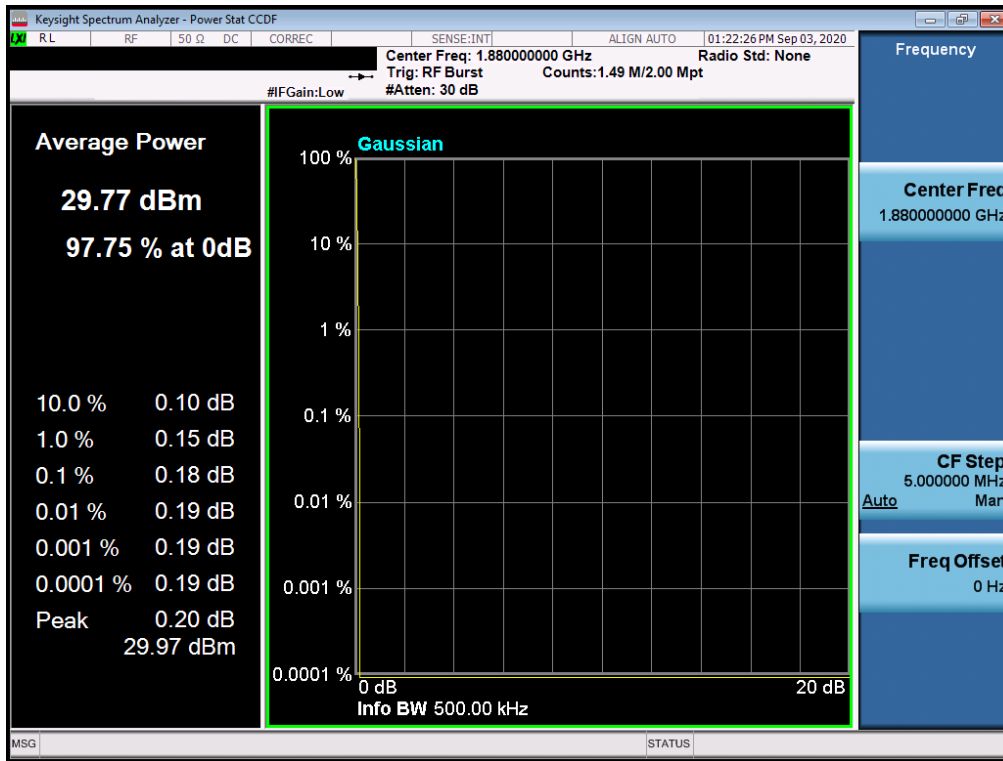 Keysight Spectrum Analyzer - Power Stat CCDF
LXI RL RF 50 Ω DC CORREC SENSE:INT ALIGN AUTO 01:22:26 PM Sep 03, 2020
Center Freq: 1.880000000 GHz Radio Std: None
Trig: RF Burst Counts:1.49 M/2.00 Mpt
#IFGain:Low #Atten: 30 dB
Average Power
29.77 dBm
97.75 % at 0dB
10.0 % 0.10 dB
1.0 % 0.15 dB
0.1 % 0.18 dB
0.01 % 0.19 dB
0.001 % 0.19 dB
0.0001 % 0.19 dB
Peak 0.20 dB
29.97 dBm
Gaussian
100 %
10 %
1 %
0.1 %
0.01 %
0.001 %
0.0001 %
0 dB 20 dB
Info BW 500.00 kHz
Frequency
Center Freq
1.880000000 GHz
CF Step
5.000000 MHz
Auto Man
Freq Offset
0 Hz
MSG STATUS